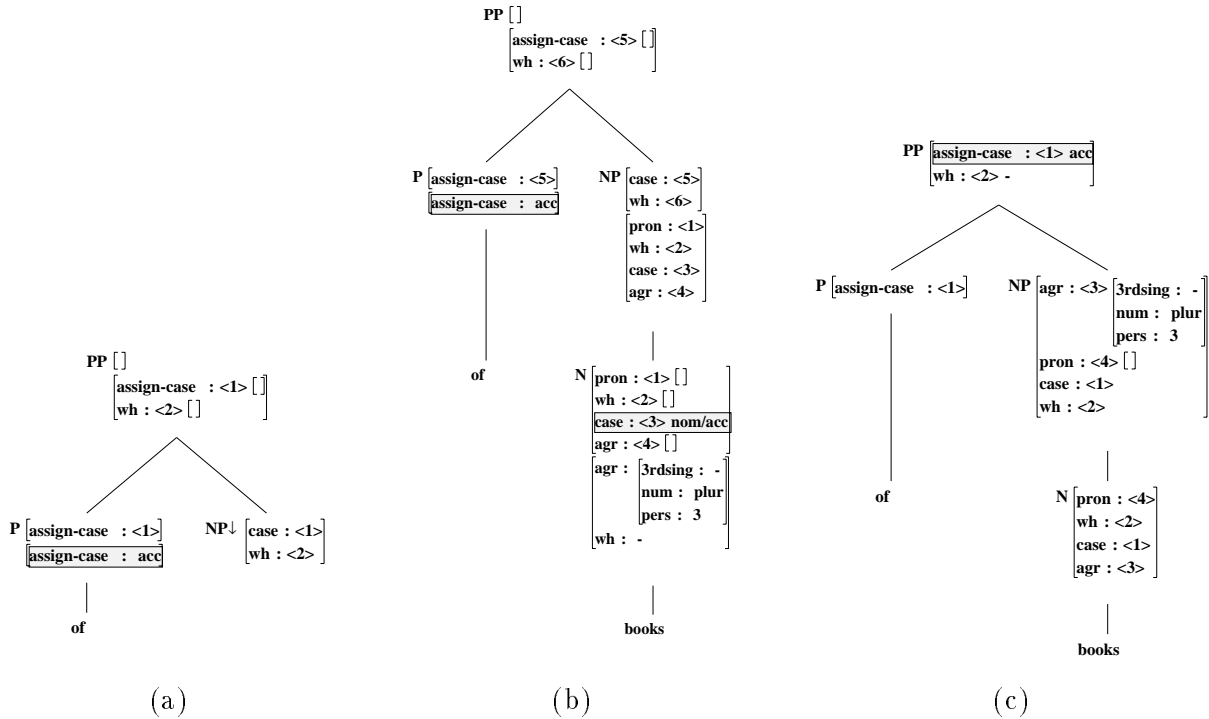 PP []
[assign-case : <1> []
wh : <2> []]
P [assign-case : <1>]
[assign-case : acc]
NP↓ [case : <1>
wh : <2>]
of
(a)
PP []
[assign-case : <5> []
wh : <6> []]
P [assign-case : <5>]
[assign-case : acc]
NP [case : <5>
wh : <6>]
[pron : <1>
wh : <2>
case : <3>
agr : <4>]
of
N [pron : <1> []
wh : <2> []
case : <3> nom/acc
agr : <4> []]
[agr : [3rdsing : -
num : plur
pers : 3]
wh : -]
books
(b)
PP [assign-case : <1> acc
wh : <2> -]
P [assign-case : <1>]
NP [agr : <3> [3rdsing : -
num : plur
pers : 3]
pron : <4> []
case : <1>
wh : <2>]
of
N [pron : <4>
wh : <2>
case : <1>
agr : <3>]
books
(c)